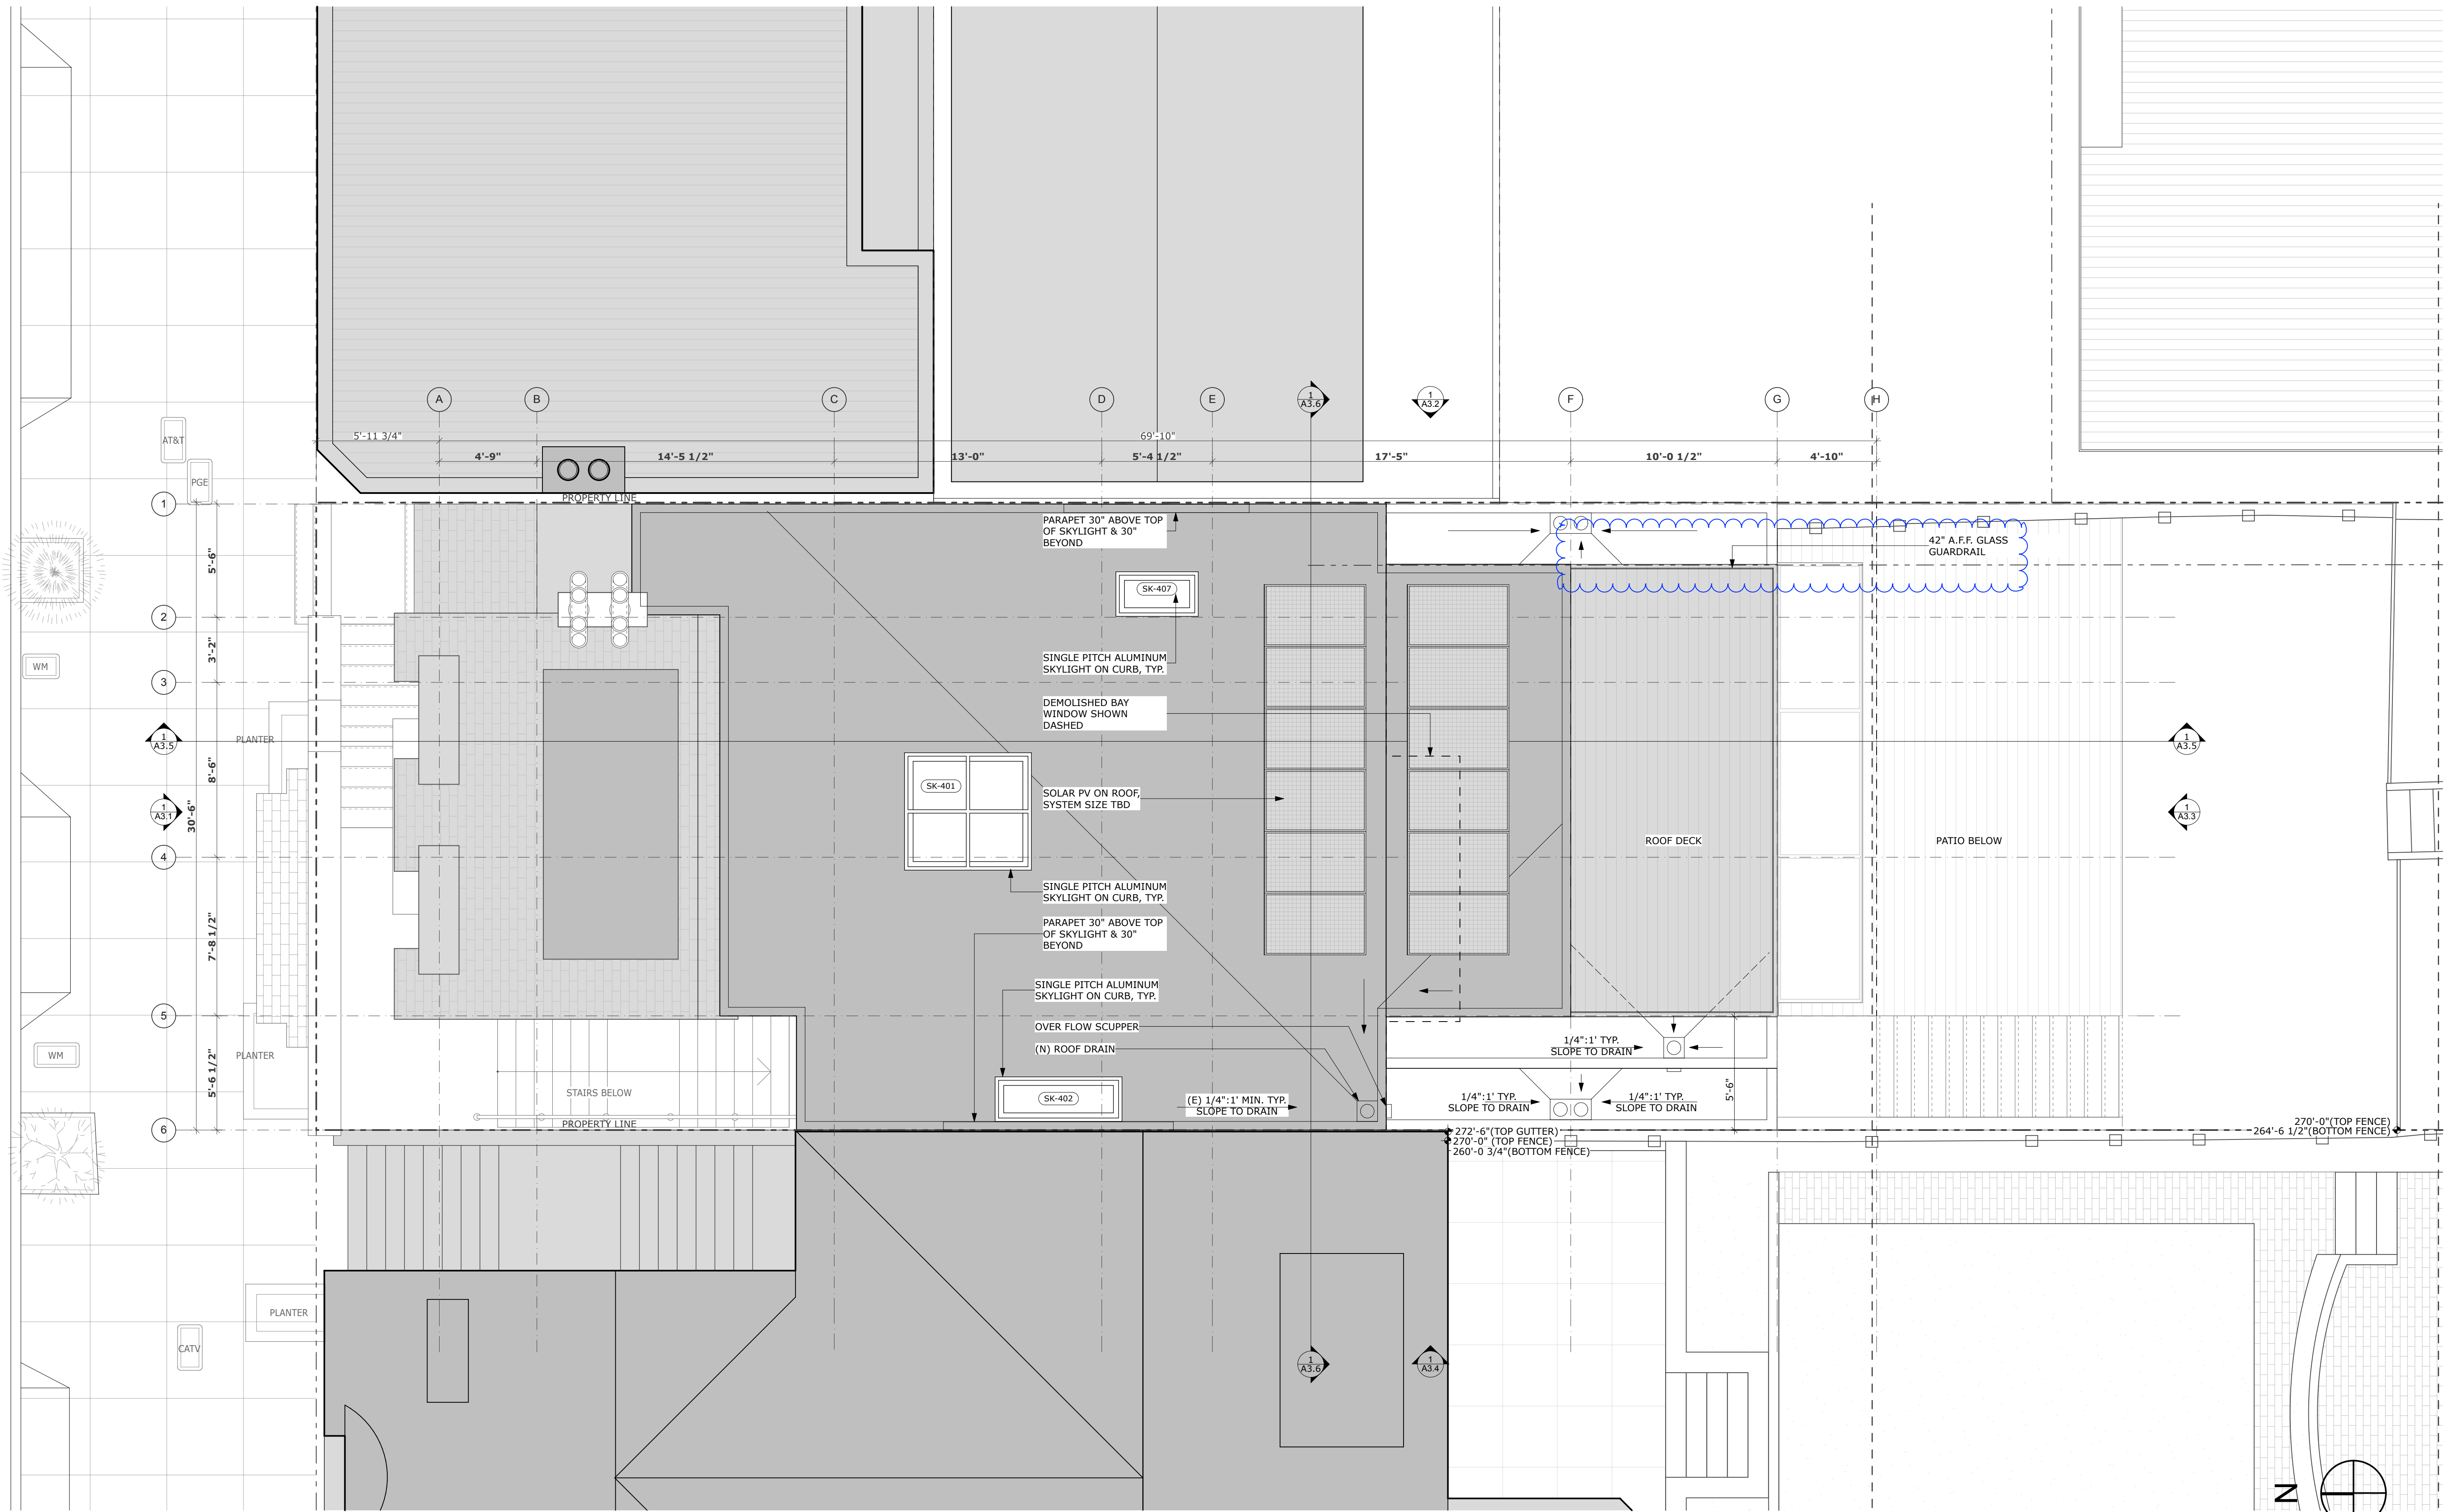 A
B
C
D
E
1
A3.6
1
A3.2
F
G
H
5'-11 3/4"
69'-10"
4'-9"
14'-5 1/2"
13'-0"
5'-4 1/2"
17'-5"
10'-0 1/2"
4'-10"
AT&T
PGE
PROPERTY LINE
1
2
3
1
A3.5
1
A3.1
4
5
6
5'-6"
3'-2"
8'-6"
7'-8 1/2"
5'-6 1/2"
30'-6"
WM
WM
PLANTER
PLANTER
PLANTER
CATV
PARAPET 30" ABOVE TOP
OF SKYLIGHT & 30"
BEYOND
SK-407
SINGLE PITCH ALUMINUM
SKYLIGHT ON CURB, TYP.
DEMOLISHED BAY
WINDOW SHOWN
DASHED
SK-401
SOLAR PV ON ROOF,
SYSTEM SIZE TBD
SINGLE PITCH ALUMINUM
SKYLIGHT ON CURB, TYP.
PARAPET 30" ABOVE TOP
OF SKYLIGHT & 30"
BEYOND
SINGLE PITCH ALUMINUM
SKYLIGHT ON CURB, TYP.
OVER FLOW SCUPPER
(N) ROOF DRAIN
SK-402
(E) 1/4":1' MIN. TYP.
SLOPE TO DRAIN
STAIRS BELOW
PROPERTY LINE
42" A.F.F. GLASS
GUARDRAIL
1
A3.5
1
A3.3
ROOF DECK
PATIO BELOW
1/4":1' TYP.
SLOPE TO DRAIN
1/4":1' TYP.
SLOPE TO DRAIN
1/4":1' TYP.
SLOPE TO DRAIN
5'-6"
272'-6"(TOP GUTTER)
270'-0" (TOP FENCE)
260'-0 3/4"(BOTTOM FENCE)
270'-0"(TOP FENCE)
264'-6 1/2"(BOTTOM FENCE)
1
A3.6
1
A3.4
N